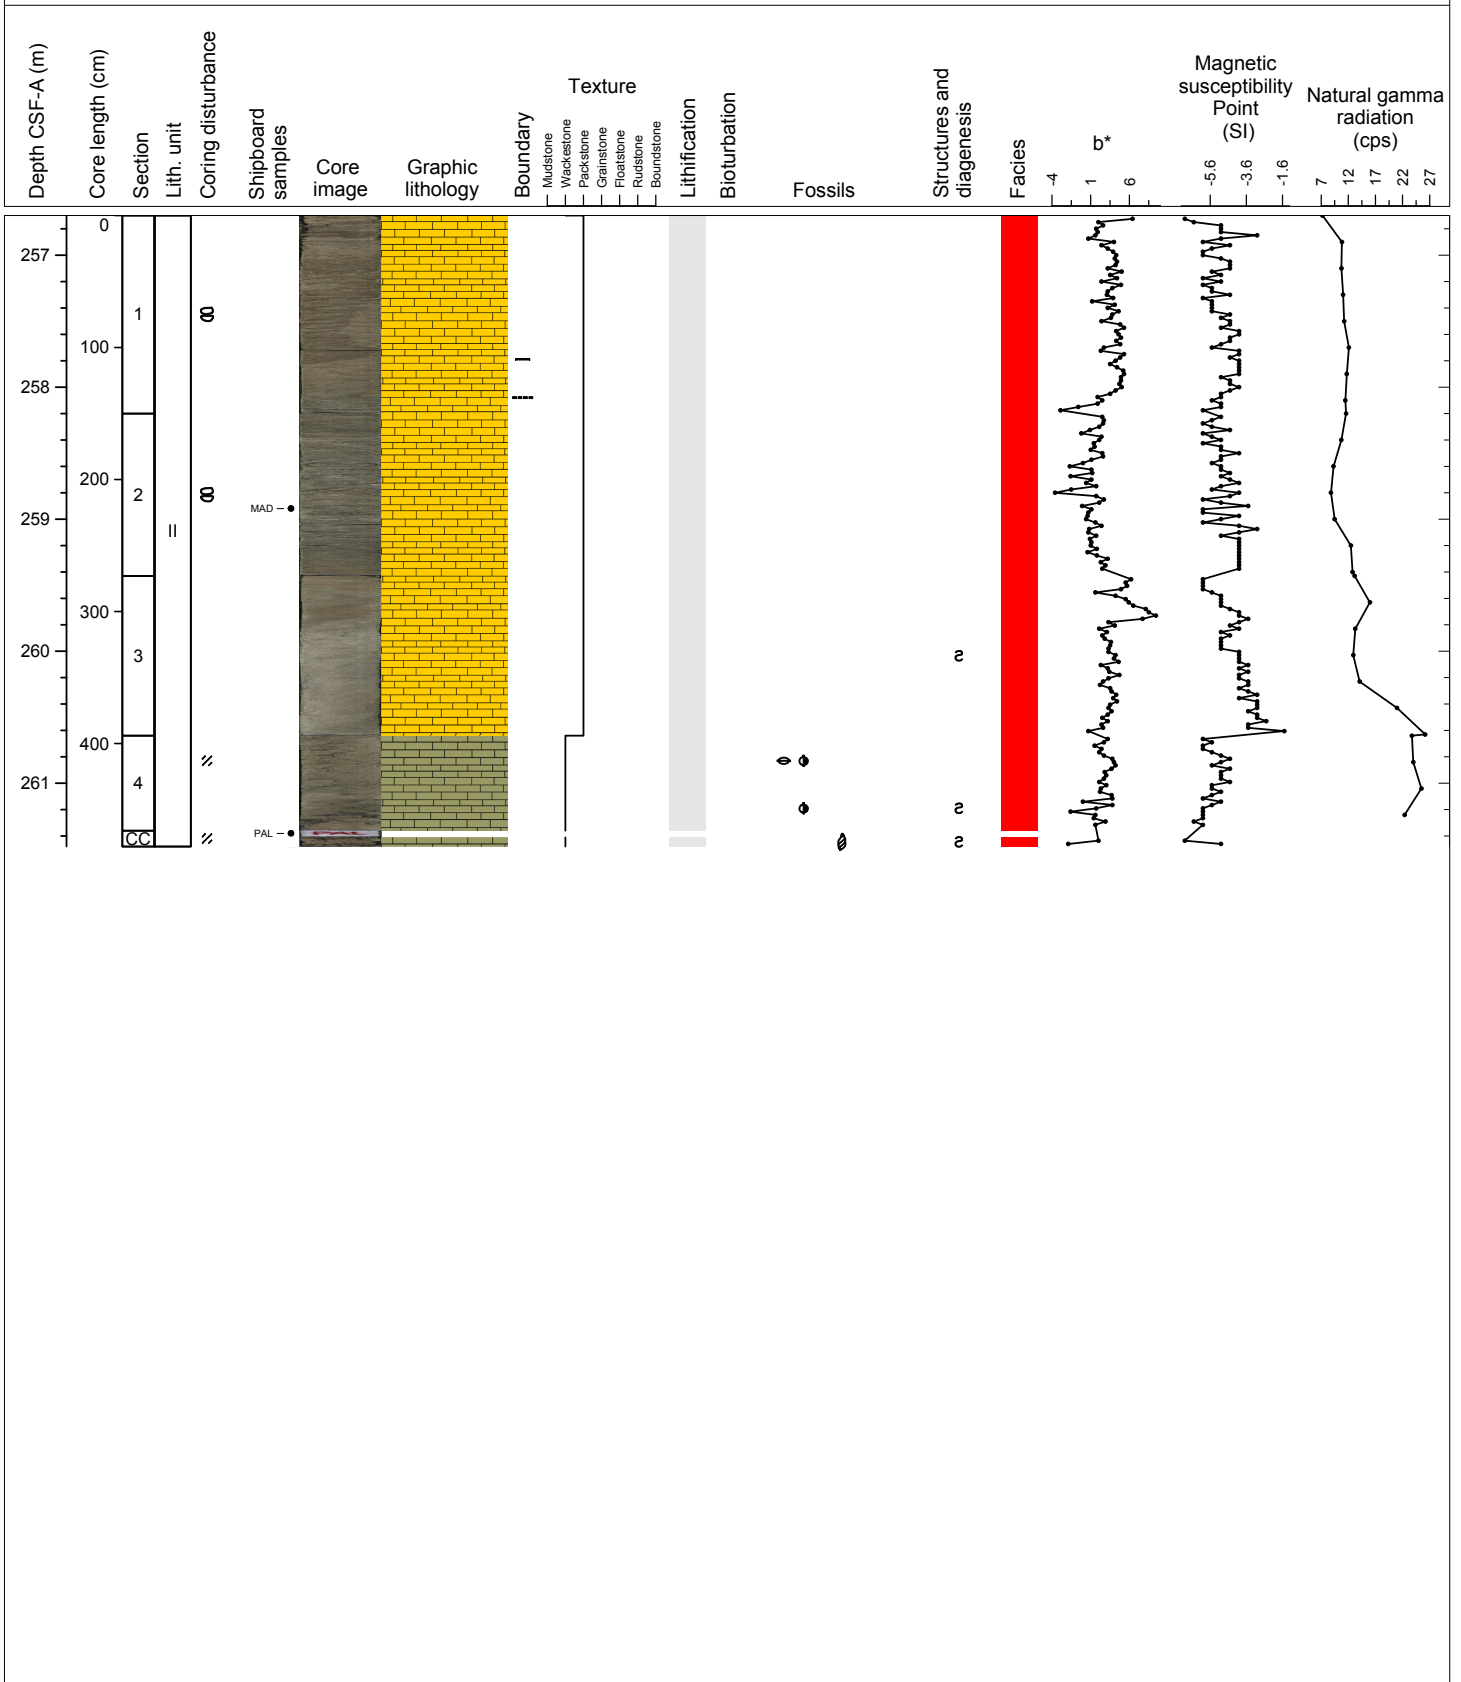 Depth CSF-A (m)
Core length (cm)
Section
Lith. unit
Coring disturbance
Shipboard
samples
Core
image
Graphic
lithology
Boundary
Texture
Mudstone
Wackestone
Packstone
Grainstone
Floatstone
Rudstone
Boundstone
Lithification
Bioturbation
Fossils
Structures and
diagenesis
Facies
b*
-4 1 6
Magnetic
susceptibility
Point
(SI)
-5.6 -3.6 -1.6
Natural gamma
radiation
(cps)
7 12 17 22 27
0
257
1
100
258
200
2
MAD
259
II
300
260
3
400
261
4
PAL
PAL
CC